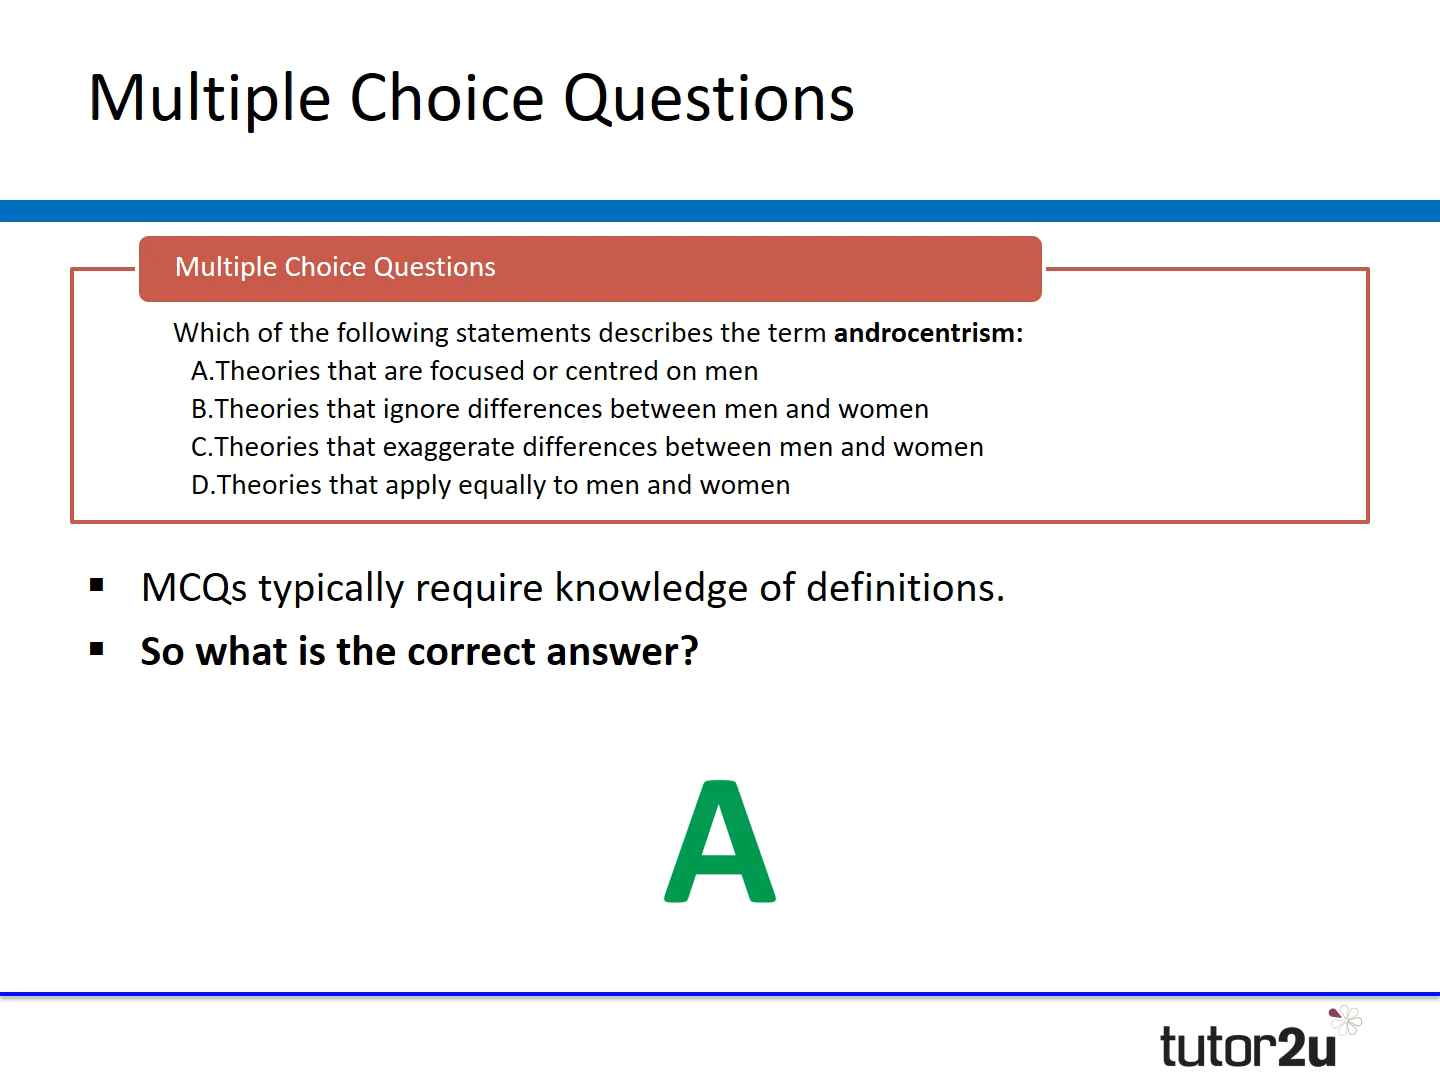 Multiple Choice Questions
Multiple Choice Questions
Which of the following statements describes the term androcentrism:
A.Theories that are focused or centred on men
B.Theories that ignore differences between men and women
C.Theories that exaggerate differences between men and women
D.Theories that apply equally to men and women
▪ MCQs typically require knowledge of definitions.
▪ So what is the correct answer?
A
tutor2u